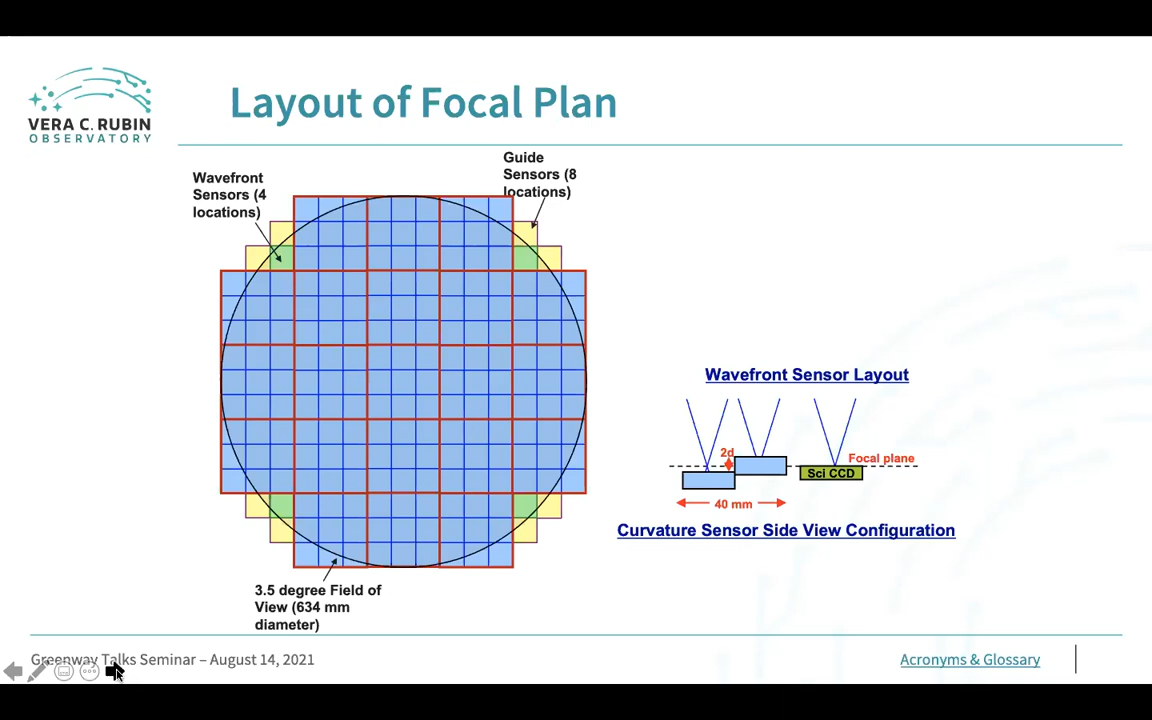 VERA C. RUBIN
OBSERVATORY
Layout of Focal Plan
Wavefront
Sensors (4
locations)
Guide
Sensors (8
locations)
3.5 degree Field of
View (634 mm
diameter)
Wavefront Sensor Layout
2d
Focal plane
Sci CCD
40 mm
Curvature Sensor Side View Configuration
Greenway Talks Seminar – August 14, 2021
Acronyms & Glossary